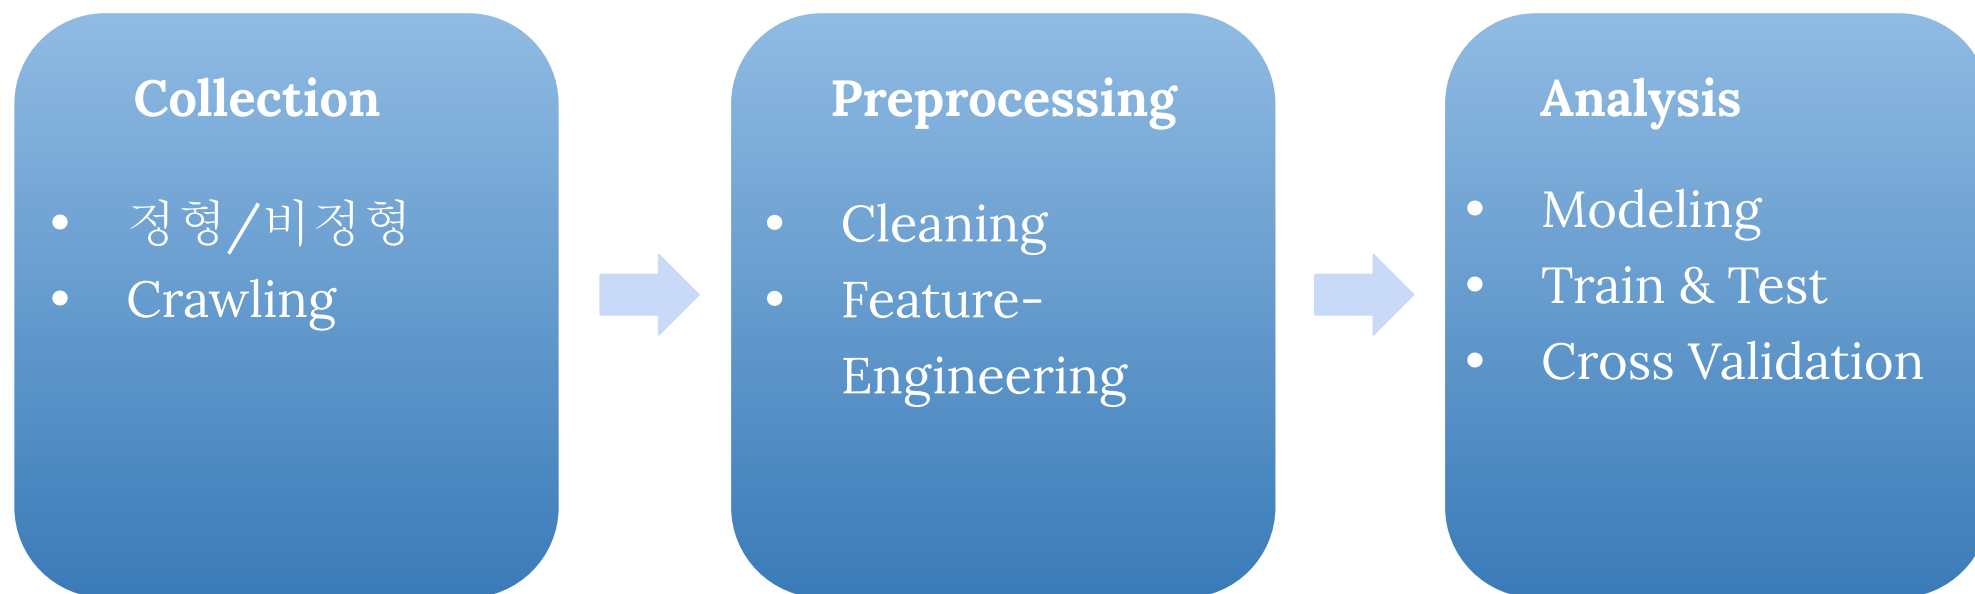 Collection
• 정형/비정형
• Crawling
Preprocessing
• Cleaning
• Feature-
Engineering
Analysis
• Modeling
• Train & Test
• Cross Validation